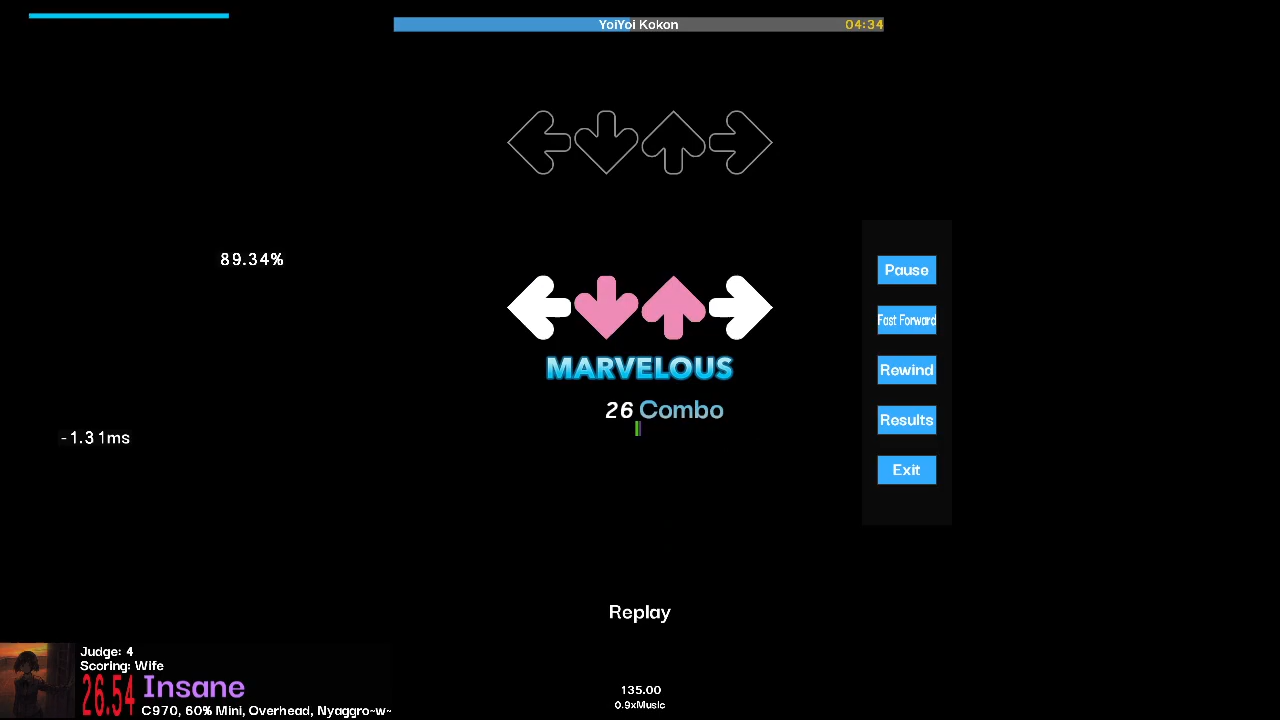 YoiYoi Kokon 04:34
89.34%
Pause
Fast Forward
Rewind
MARVELOUS
26 Combo
Results
-1.31ms
Exit
Replay
Judge: 4
Scoring: Wife
26.54 Insane
C970, 60% Mini, Overhead, Nyaggro~w~
135.00
0.9xMusic